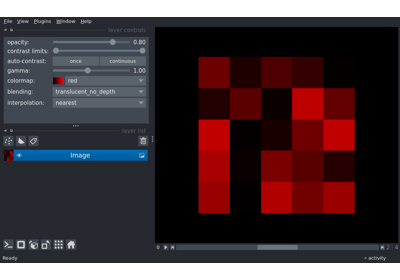 File View Plugins Window Help
layer controls
opacity: 0.80
contrast limits:
auto-contrast: once continuous
gamma: 1.00
colormap: red
blending: translucent_no_depth
interpolation: nearest
layer list
Image
Ready
activity